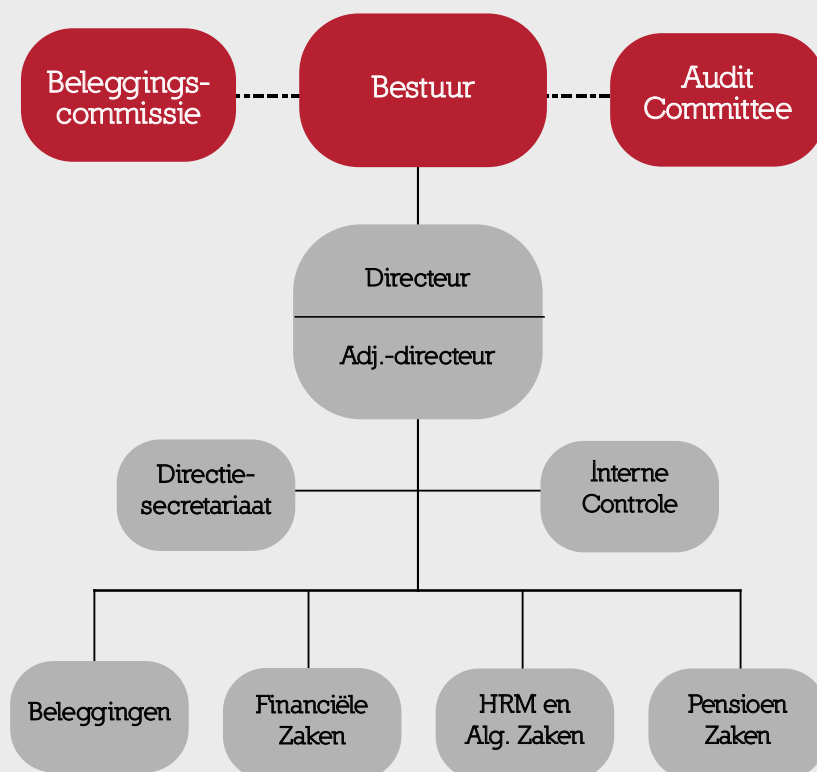 Beleggings-
commissie
Bestuur
Audit
Committee
Directeur
Adj.-directeur
Directie-
secretariaat
Interne
Controle
Beleggingen
Financiële
Zaken
HRM en
Alg. Zaken
Pensioen
Zaken